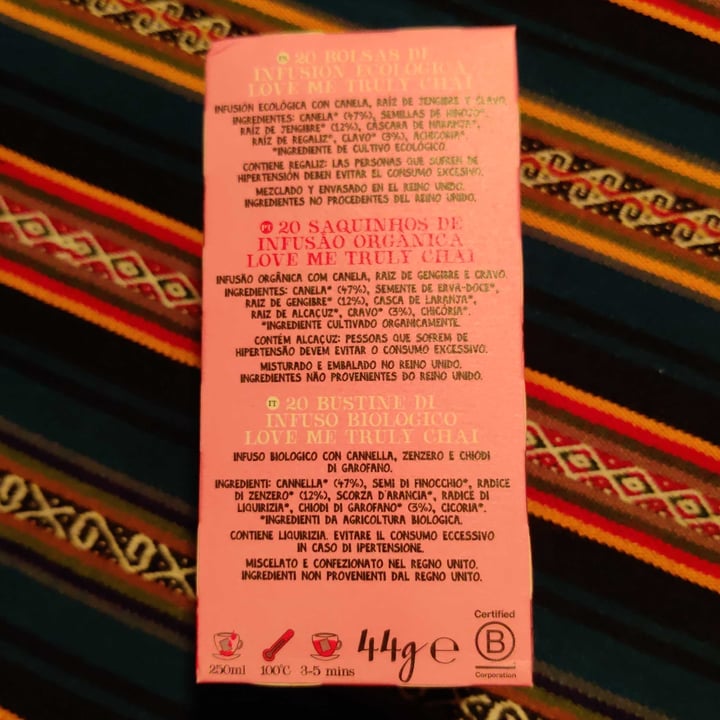 ES 20 BOLSAS DE
INFUSIÓN ECOLÓGICA
LOVE ME TRULY CHAI
INFUSIÓN ECOLÓGICA CON CANELA, RAÍZ DE JENGIBRE Y CLAVO.
INGREDIENTES: CANELA* (47%), SEMILLAS DE HINOJO*,
RAÍZ DE JENGIBRE* (12%), CÁSCARA DE NARANJA*,
RAÍZ DE REGALIZ*, CLAVO* (3%), ACHICORIA*.
*INGREDIENTE DE CULTIVO ECOLÓGICO.
CONTIENE REGALIZ: LAS PERSONAS QUE SUFREN DE
HIPERTENSIÓN DEBEN EVITAR EL CONSUMO EXCESIVO.
MEZCLADO Y ENVASADO EN EL REINO UNIDO.
INGREDIENTES NO PROCEDENTES DEL REINO UNIDO.
PT 20 SAQUINHOS DE
INFUSÃO ORGÂNICA
LOVE ME TRULY CHAI
INFUSÃO ORGÂNICA COM CANELA, RAIZ DE GENGIBRE E CRAVO.
INGREDIENTES: CANELA* (47%), SEMENTE DE ERVA-DOCE*,
RAIZ DE GENGIBRE* (12%), CASCA DE LARANJA*,
RAIZ DE ALCAÇUZ*, CRAVO* (3%), CHICÓRIA*.
*INGREDIENTE CULTIVADO ORGANICAMENTE.
CONTÉM ALCAÇUZ: PESSOAS QUE SOFREM DE
HIPERTENSÃO DEVEM EVITAR O CONSUMO EXCESSIVO.
MISTURADO E EMBALADO NO REINO UNIDO.
INGREDIENTES NÃO PROVENIENTES DO REINO UNIDO.
IT 20 BUSTINE DI
INFUSO BIOLOGICO
LOVE ME TRULY CHAI
INFUSO BIOLOGICO CON CANNELLA, ZENZERO E CHIODI
DI GAROFANO.
INGREDIENTI: CANNELLA* (47%), SEMI DI FINOCCHIO*, RADICE
DI ZENZERO* (12%), SCORZA D'ARANCIA*, RADICE DI
LIQUIRIZIA*, CHIODI DI GAROFANO* (3%), CICORIA*.
*INGREDIENTI DA AGRICOLTURA BIOLOGICA.
CONTIENE LIQUIRIZIA. EVITARE IL CONSUMO ECCESSIVO
IN CASO DI IPERTENSIONE.
MISCELATO E CONFEZIONATO NEL REGNO UNITO.
INGREDIENTI NON PROVENIENTI DAL REGNO UNITO.
250ml 100°C 3-5 mins 44g e
Certified
B
Corporation